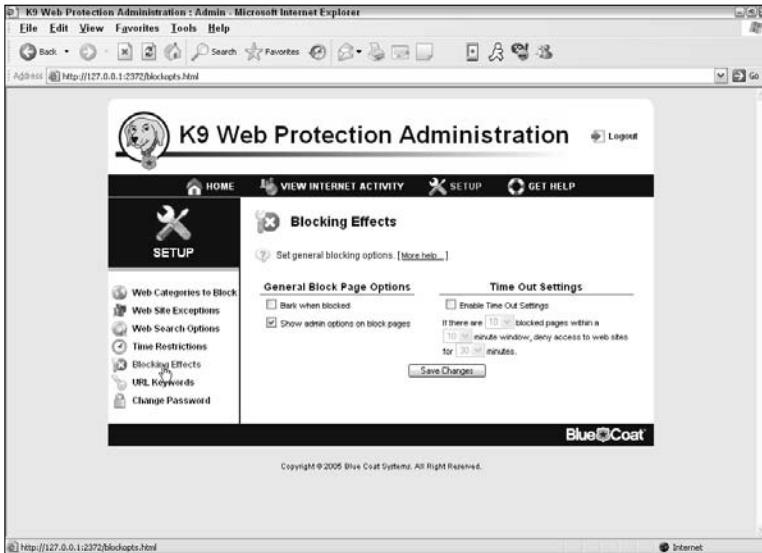 K9 Web Protection Administration : Admin - Microsoft Internet Explorer
File Edit View Favorites Tools Help
Back Search Favorites
Address http://127.0.0.1:2372/blockopts.html Go
K9 Web Protection Administration Logout
HOME VIEW INTERNET ACTIVITY SETUP GET HELP
SETUP
Web Categories to Block
Web Site Exceptions
Web Search Options
Time Restrictions
Blocking Effects
URL Keywords
Change Password
Blocking Effects
Set general blocking options. [More help...]
General Block Page Options
Bark when blocked
Show admin options on block pages
Time Out Settings
Enable Time Out Settings
If there are 10 blocked pages within a
10 minute window, deny access to web sites
for 30 minutes.
Save Changes
Blue Coat
Copyright © 2005 Blue Coat Systems. All Right Reserved.
http://127.0.0.1:2372/blockopts.html Internet